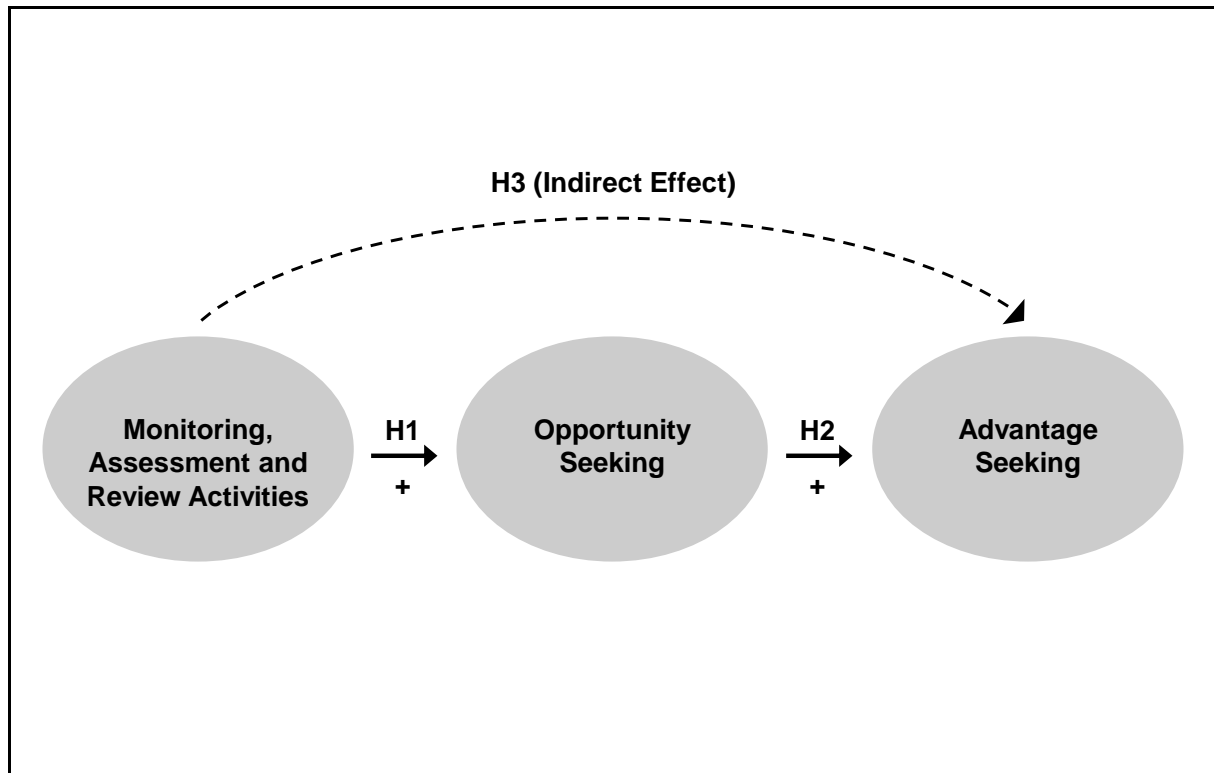 H3 (Indirect Effect)
Monitoring,
Assessment and
Review Activities
H1
+
Opportunity
Seeking
H2
+
Advantage
Seeking